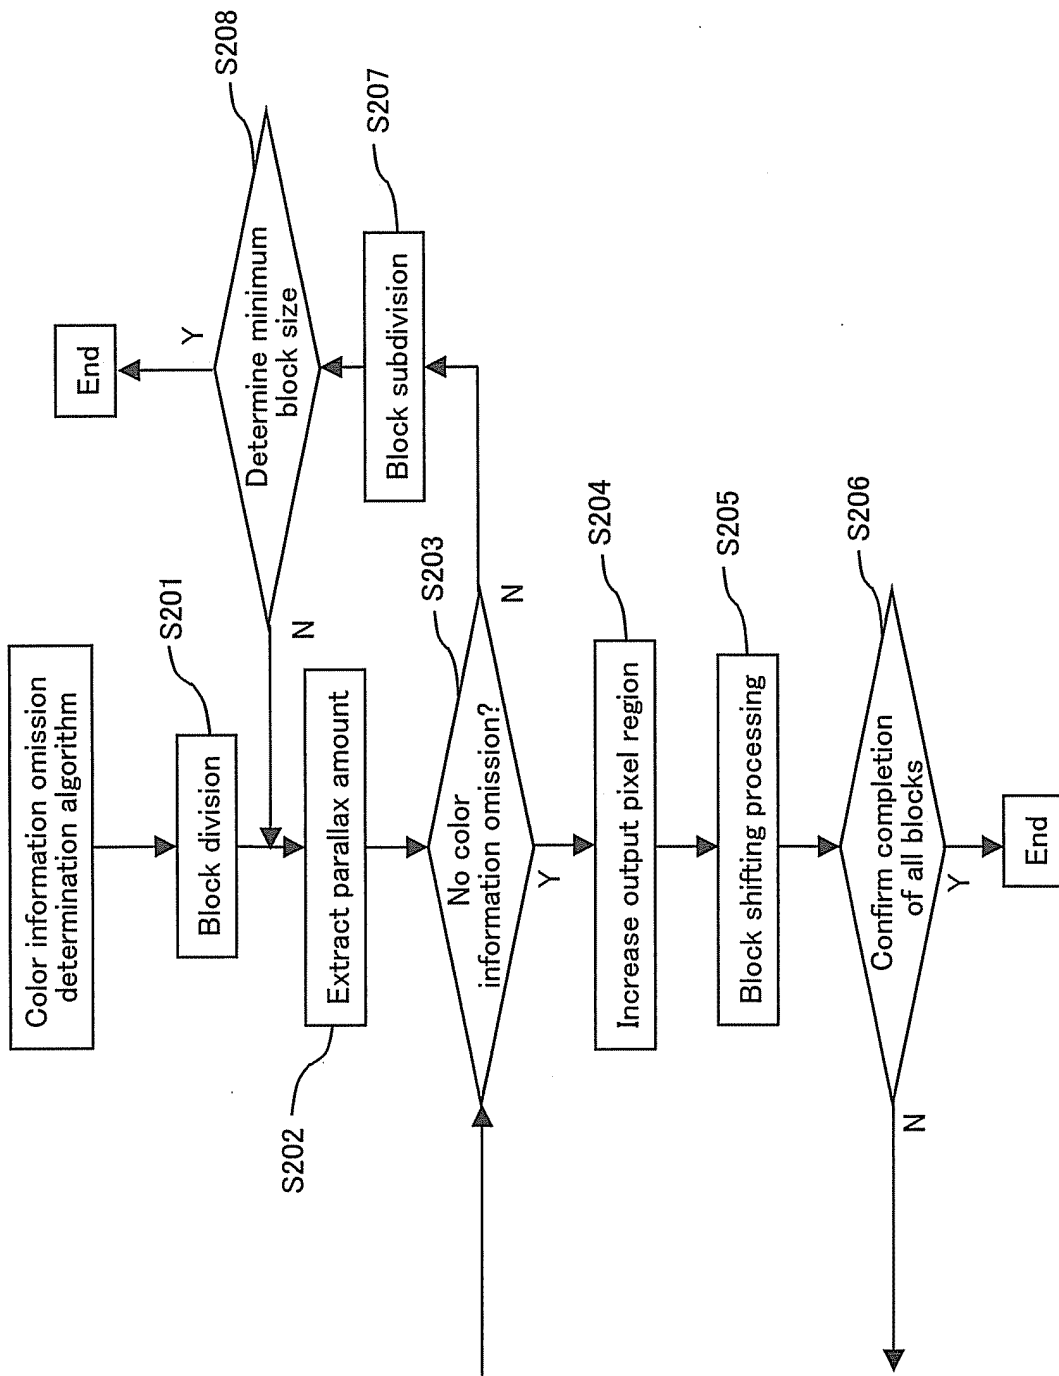 Color information omission
determination algorithm
S201
Block division
S202
Extract parallax amount
S203
No color
information omission?
Y
N
S204
Increase output pixel region
S205
Block shifting processing
S206
Confirm completion
of all blocks
N
Y
End
S207
Block subdivision
S208
Determine minimum
block size
N
Y
End